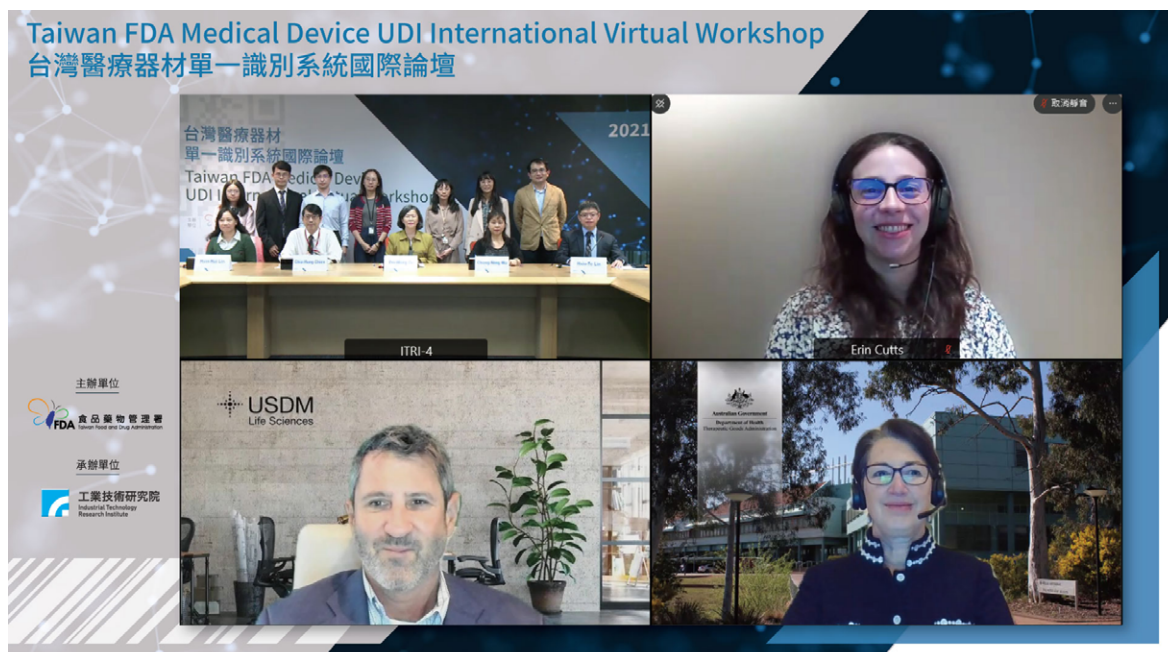 Taiwan FDA Medical Device UDI International Virtual Workshop
台灣醫療器材單一識別系統國際論壇
台灣醫療器材
單一識別系統國際論壇
Taiwan FDA Medical Devic
UDI In
Workshop
2021
ITRI-4
取消靜音
Erin Cutts
主辦單位
FDA 食品藥物管理署
Taiwan Food and Drug Administration
承辦單位
工業技術研究院
Industrial Technology
Research Institute
USDM
Life Sciences
Australian Government
Department of Health
Therapeutic Goods Administration